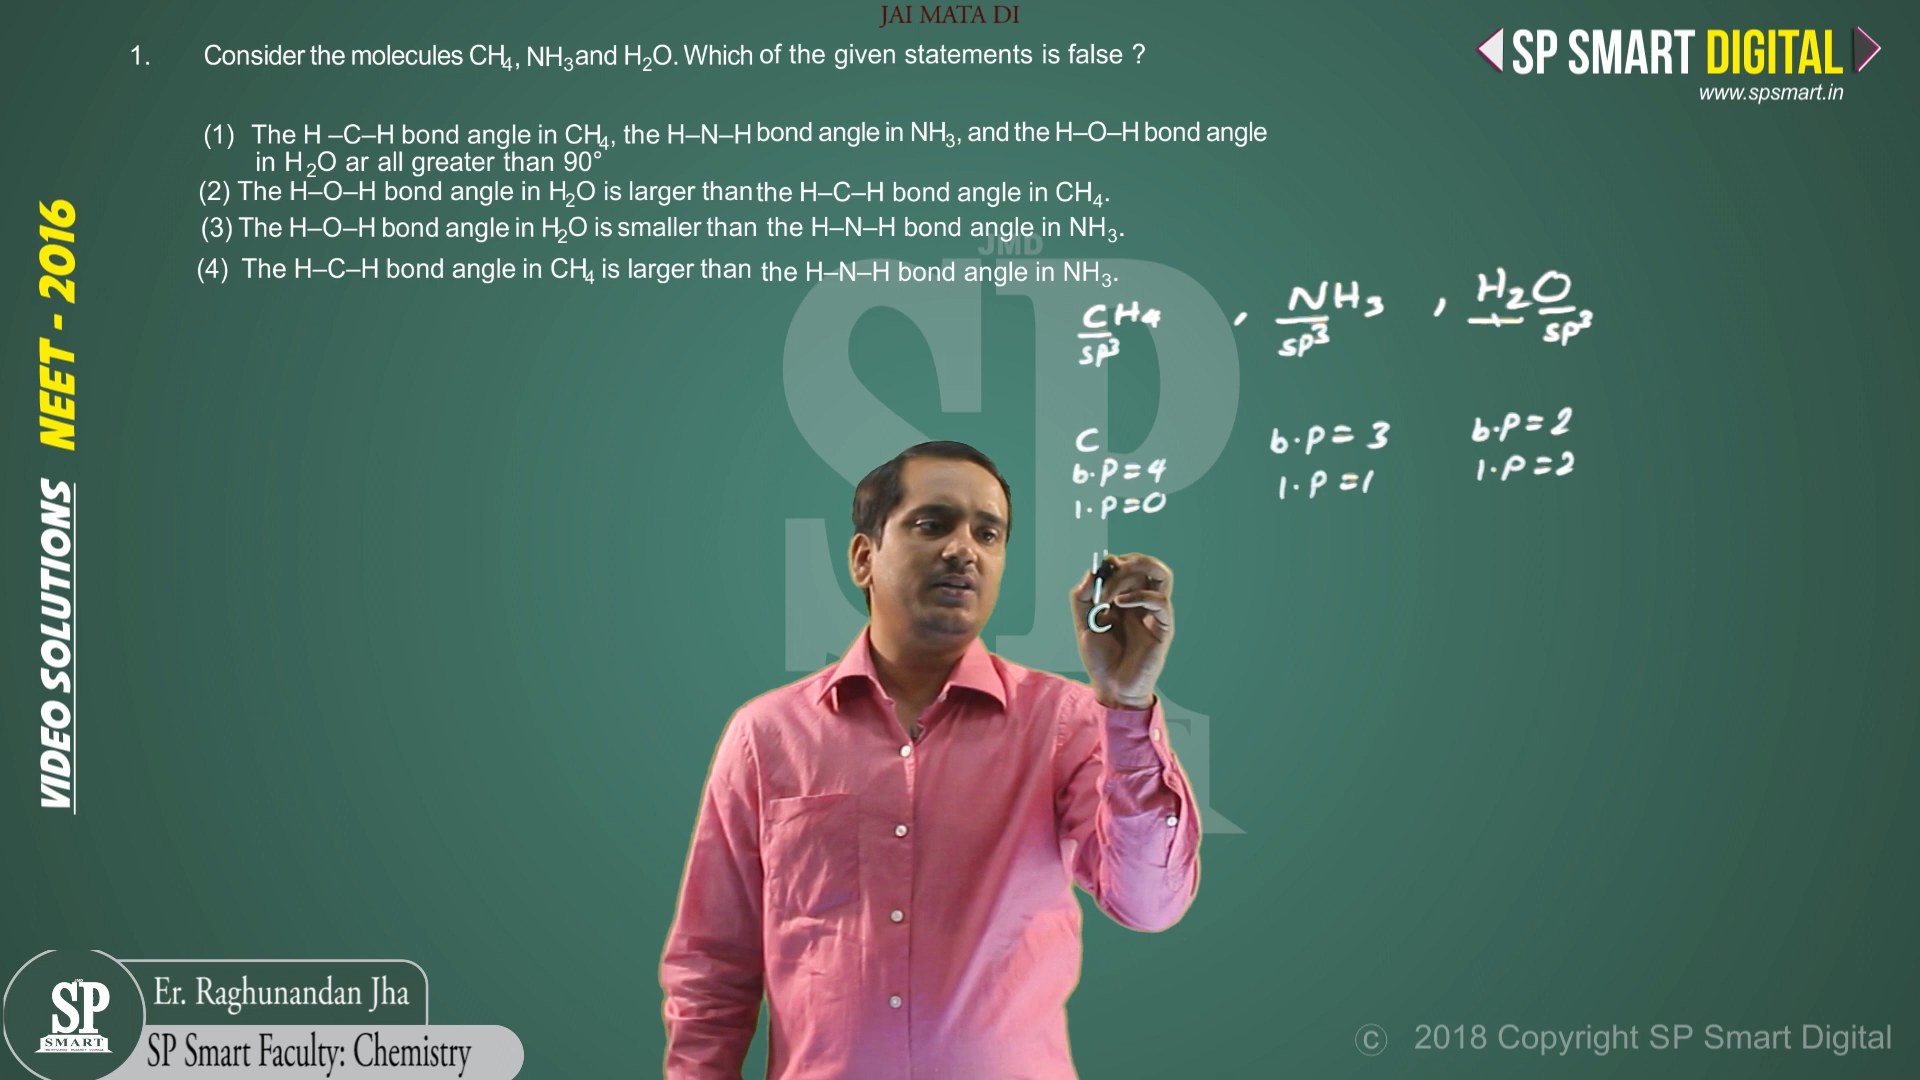 JAI MATA DI
1. Consider the molecules CH4, NH3 and H2O. Which of the given statements is false ?
SP SMART DIGITAL
www.spsmart.in
(1) The H –C–H bond angle in CH4, the H–N–H bond angle in NH3, and the H–O–H bond angle
in H2O ar all greater than 90°
(2) The H–O–H bond angle in H2O is larger than the H–C–H bond angle in CH4.
(3) The H–O–H bond angle in H2O is smaller than the H–N–H bond angle in NH3.
(4) The H–C–H bond angle in CH4 is larger than the H–N–H bond angle in NH3.
JMD
SP
CH4 , NH3 , H2O
sp3 sp3 sp3
C
b.p=4 b.p=3 b.p=2
l.p=0 l.p=1 l.p=2
C
VIDEO SOLUTIONS NEET - 2016
SP
SMART
Er. Raghunandan Jha
SP Smart Faculty: Chemistry
© 2018 Copyright SP Smart Digital